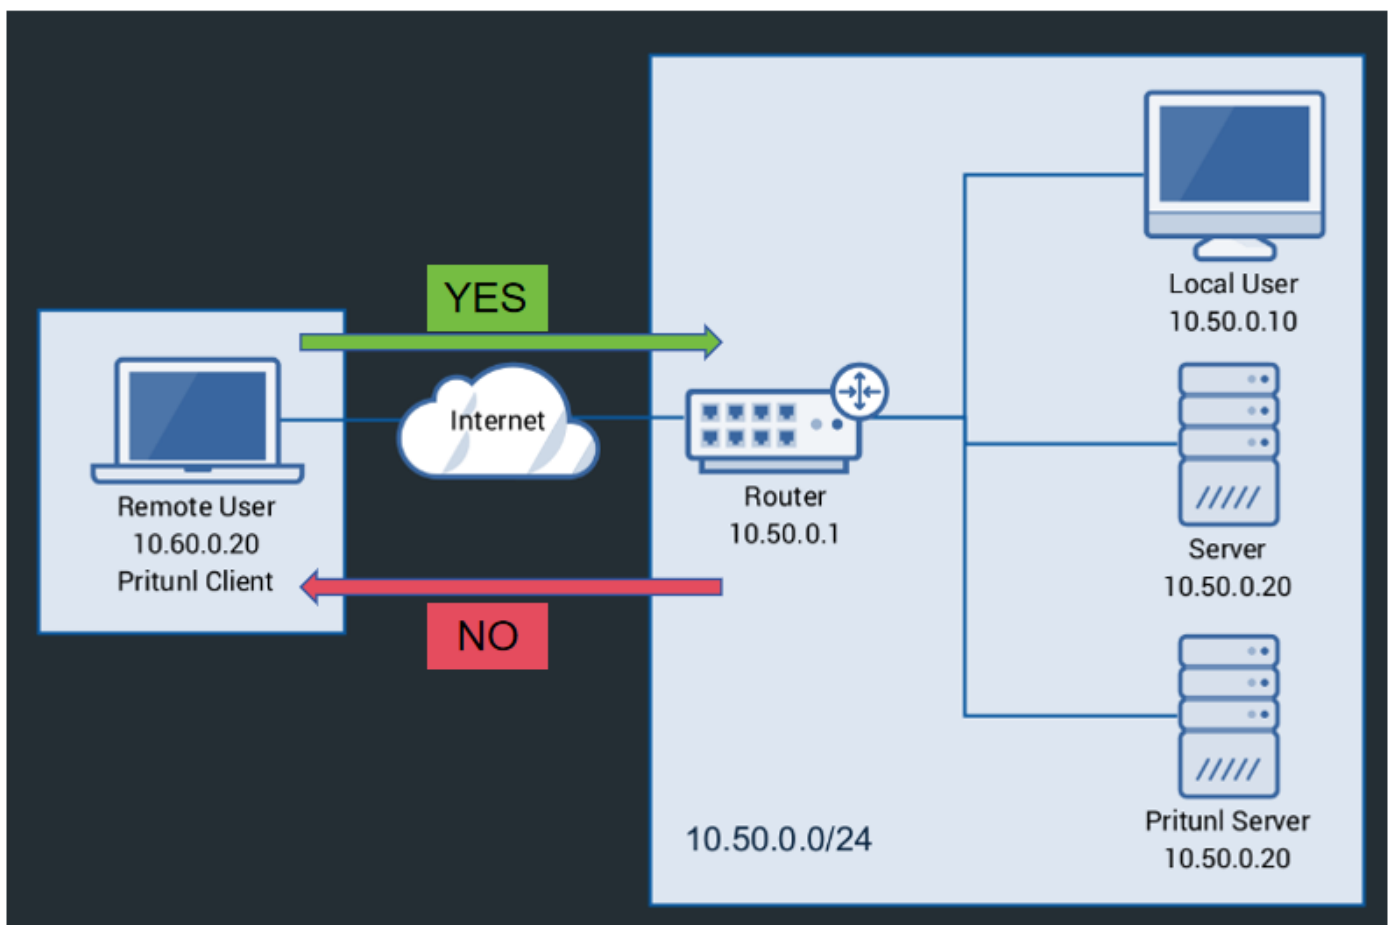 YES
Internet
Remote User
10.60.0.20
Pritunl Client
NO
Router
10.50.0.1
Local User
10.50.0.10
Server
10.50.0.20
Pritunl Server
10.50.0.20
10.50.0.0/24